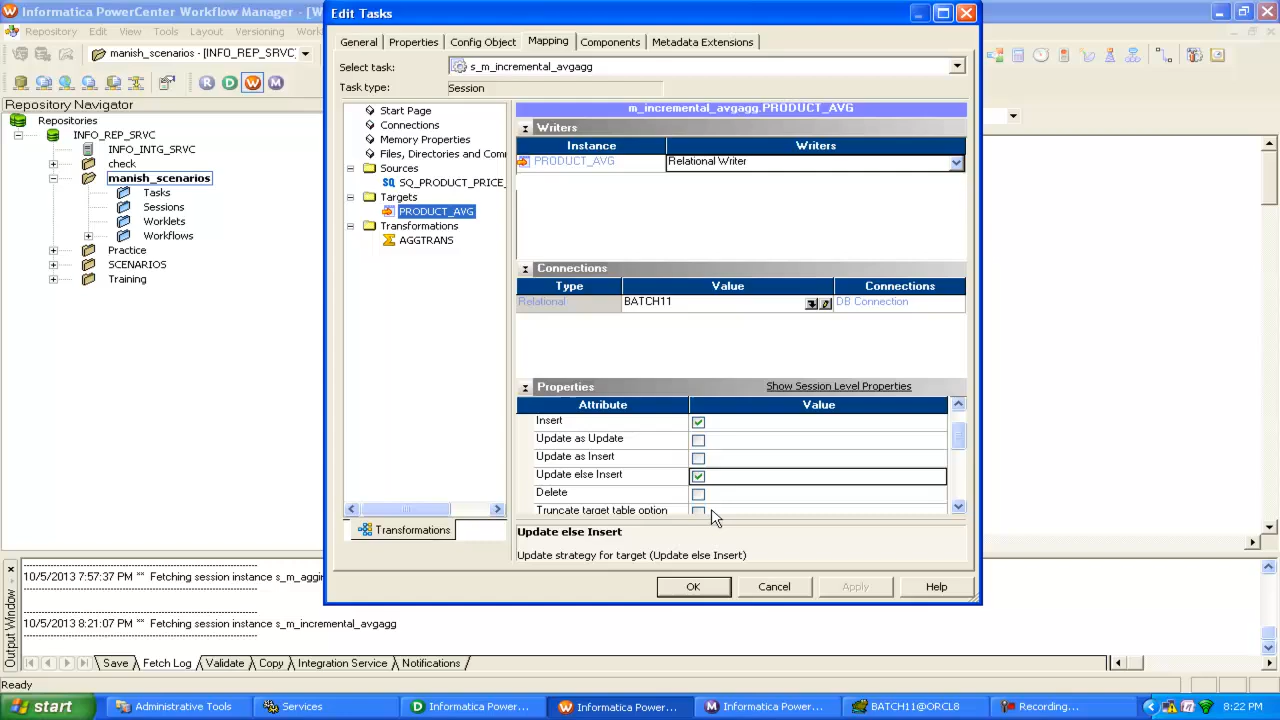 Informatica PowerCenter Workflow Manager - [W
Edit Tasks
Repository Edit View Tools Layout Versioning Work
General Properties Config Object Mapping Components Metadata Extensions
manish_scenarios - (INFO_REP_SRVC
Select task: s_m_incremental_avgagg
Task type: Session
R D W M
Repository Navigator
Repositories
INFO_REP_SRVC
INFO_INTG_SRVC
check
manish_scenarios
Tasks
Sessions
Worklets
Workflows
Practice
SCENARIOS
Training
Start Page
Connections
Memory Properties
Files, Directories and Com
Sources
SQ_PRODUCT_PRICE_
Targets
PRODUCT_AVG
Transformations
AGGTRANS
Transformations
m_incremental_avgagg.PRODUCT_AVG
Writers
Instance Writers
PRODUCT_AVG Relational Writer
Connections
Type Value Connections
Relational BATCH11 DB Connection
Properties Show Session Level Properties
Attribute Value
Insert
Update as Update
Update as Insert
Update else Insert
Delete
Truncate target table option
Update else Insert
Update strategy for target (Update else Insert)
OK Cancel Apply Help
Output Window
10/5/2013 7:57:37 PM ** Fetching session instance s_m_aggi
10/5/2013 8:21:07 PM ** Fetching session instance s_m_incremental_avgagg
Save Fetch Log Validate Copy Integration Service Notifications
Ready
start Administrative Tools Services Informatica PowerC... Informatica PowerC... Informatica PowerC... BATCH11@ORCL8 Recording... 8:22 PM